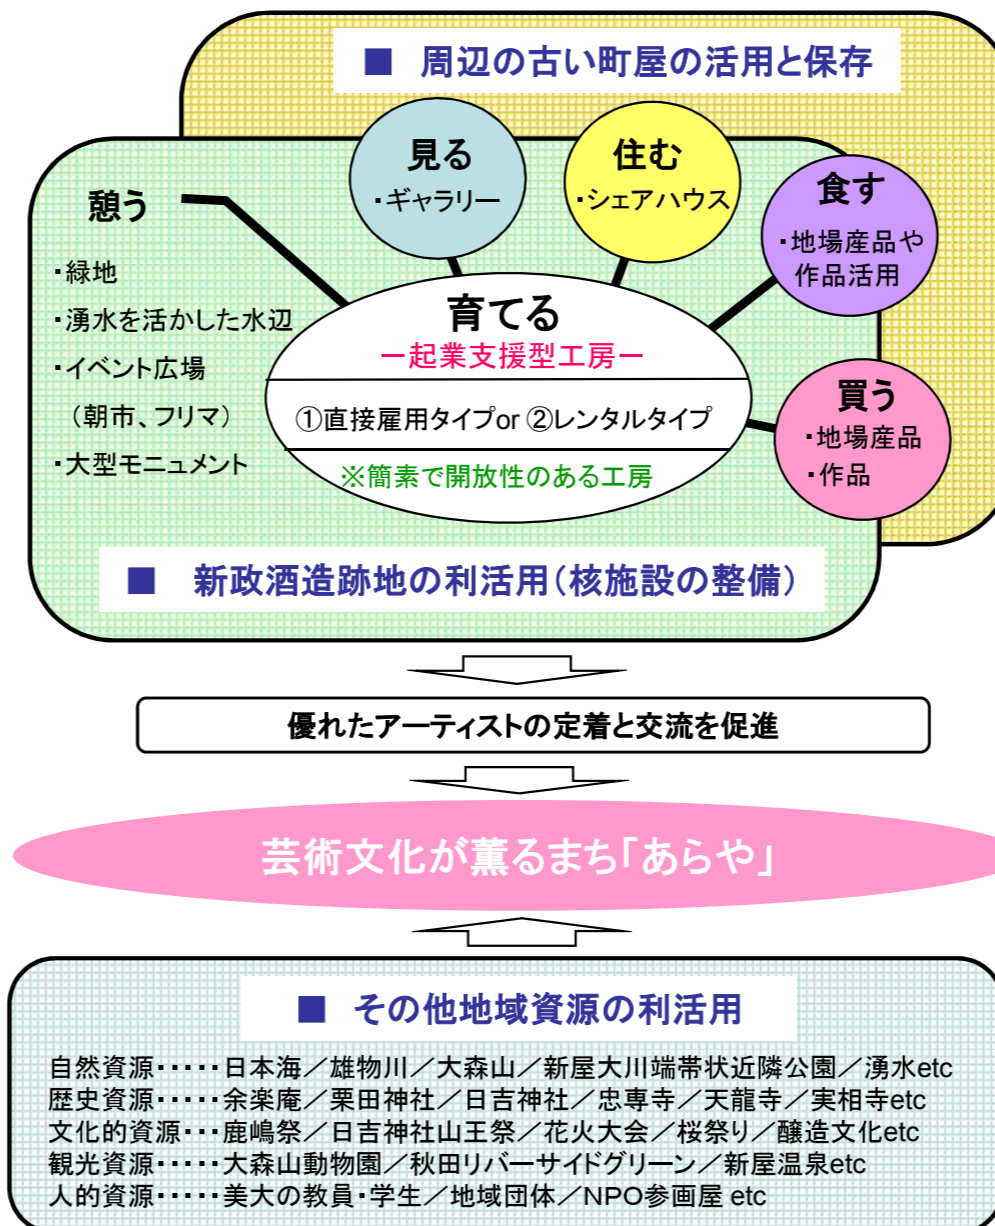 ■ 周辺の古い町屋の活用と保存
見る
・ギャラリー
住む
・シェアハウス
食す
・地場産品や
作品活用
憩う
・緑地
・湧水を活かした水辺
・イベント広場
（朝市、フリマ）
・大型モニュメント
育てる
ー起業支援型工房ー
①直接雇用タイプor ②レンタルタイプ
※簡素で開放性のある工房
買う
・地場産品
・作品
■ 新政酒造跡地の利活用（核施設の整備）
優れたアーティストの定着と交流を促進
芸術文化が薫るまち「あらや」
■ その他地域資源の利活用
自然資源・・・・・日本海／雄物川／大森山／新屋大川端帯状近隣公園／湧水etc
歴史資源・・・・・余楽庵／栗田神社／日吉神社／忠専寺／天龍寺／実相寺etc
文化的資源・・・鹿嶋祭／日吉神社山王祭／花火大会／桜祭り／醸造文化etc
観光資源・・・・・大森山動物園／秋田リバーサイドグリーン／新屋温泉etc
人的資源・・・・・美大の教員・学生／地域団体／NPO参画屋 etc